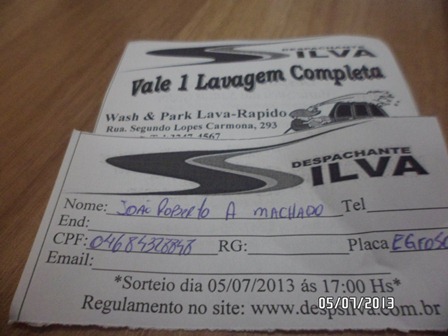 DESPACHANTE
SILVA
Vale 1 Lavagem Completa
Wash & Park Lava-Rapido
Rua. Segundo Lopes Carmona, 293
DESPACHANTE
SILVA
Nome: JOÃO ROBERTO A MACHADO Tel
End:
CPF: RG: Placa
Email:
*Sorteio dia 05/07/2013 ás 17:00 Hs*
Regulamento no site: www.despsilva.com.br
05/07/2013